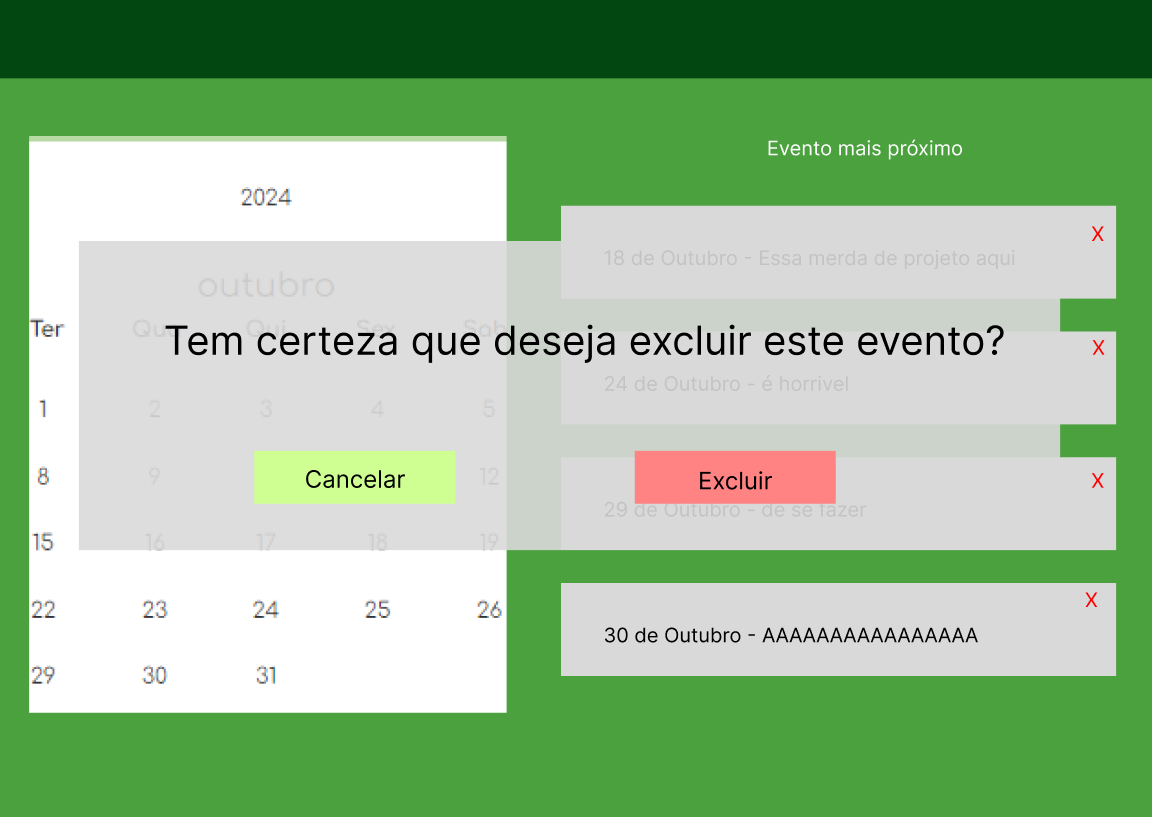 Evento mais próximo
2024
X
18 de Outubro - Essa merda de projeto aqui
outubro
Ter Qui Sex Sab
Tem certeza que deseja excluir este evento?
X
24 de Outubro - é horrivel
1 2 3 4 5
8 9 12
Cancelar
Excluir
X
29 de Outubro - de se fazer
15 16 17 18 19
22 23 24 25 26
X
30 de Outubro - AAAAAAAAAAAAAAAA
29 30 31